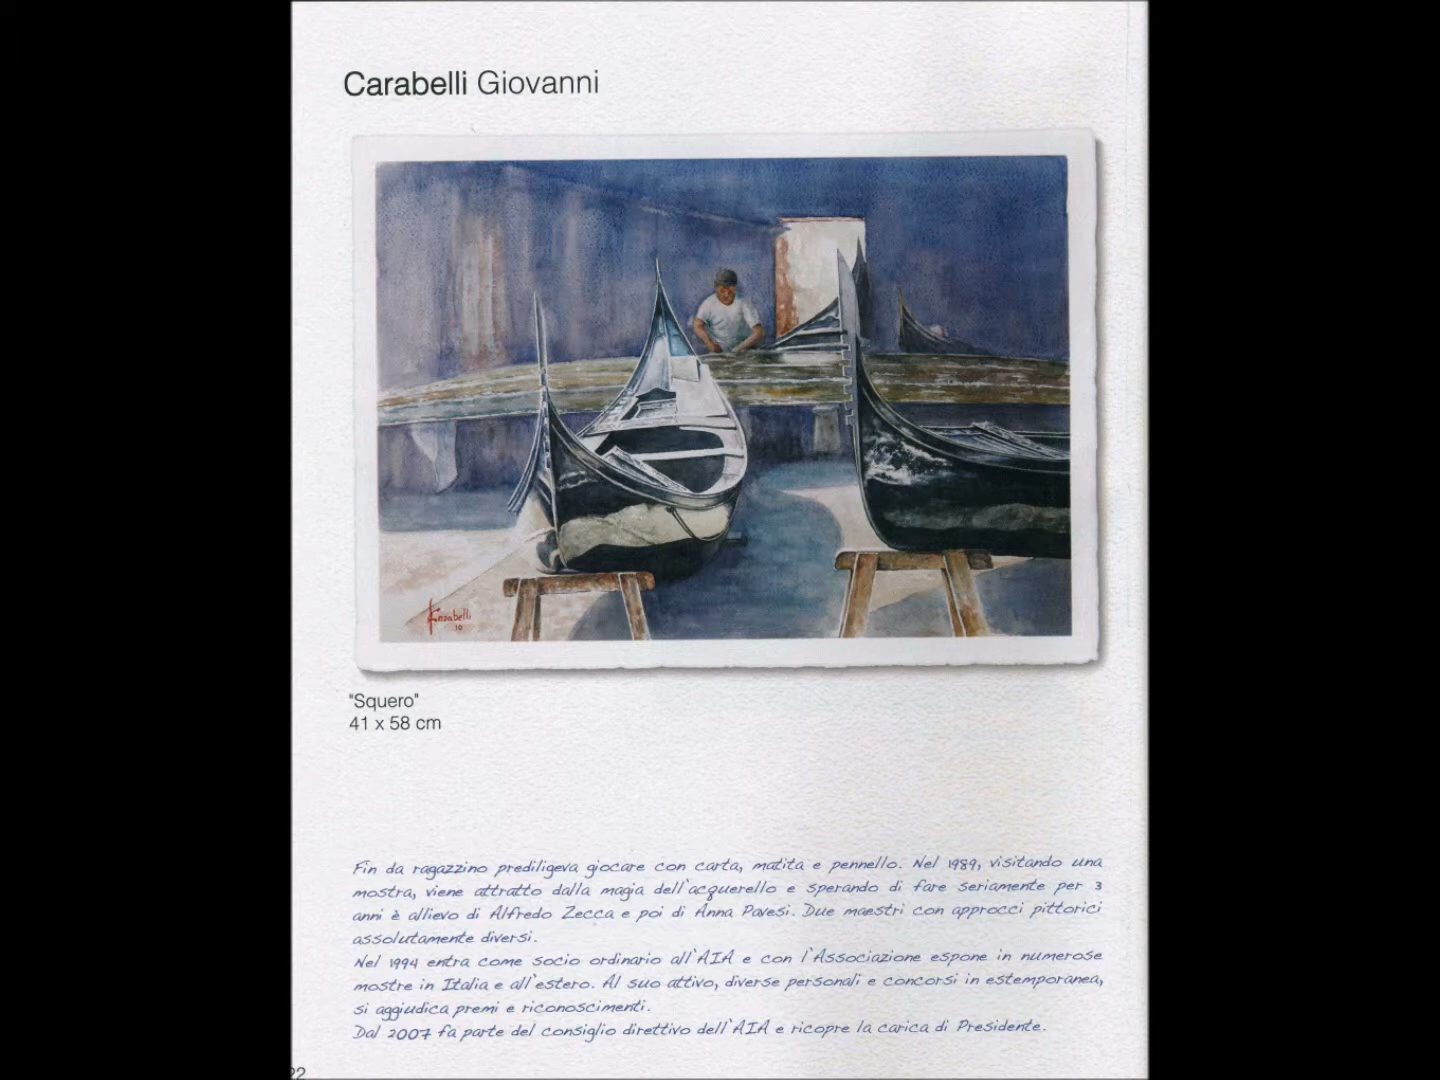 Carabelli Giovanni
Carabelli
10
"Squero"
41 x 58 cm
Fin da ragazzino prediligeva giocare con carta, matita e pennello. Nel 1989, visitando una
mostra, viene attratto dalla magia dell'acquerello e sperando di fare seriamente per 3
anni è allievo di Alfredo Zecca e poi di Anna Pavesi. Due maestri con approcci pittorici
assolutamente diversi.
Nel 1994 entra come socio ordinario all'AIA e con l'Associazione espone in numerose
mostre in Italia e all'estero. Al suo attivo, diverse personali e concorsi in estemporanea,
si aggiudica premi e riconoscimenti.
Dal 2007 fa parte del consiglio direttivo dell'AIA e ricopre la carica di Presidente.
22